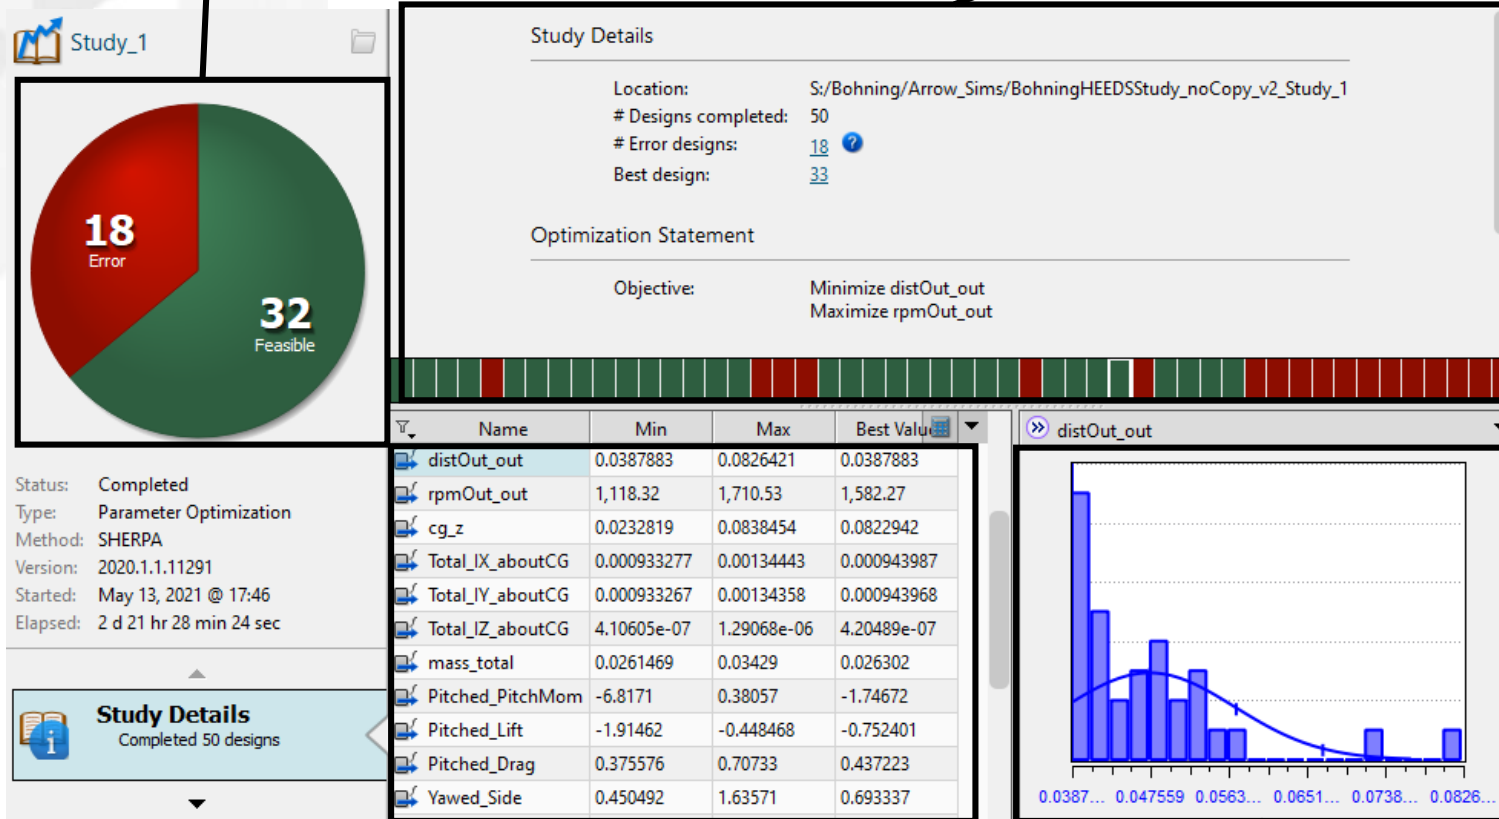 Study_1
18
Error
32
Feasible
Status: Completed
Type: Parameter Optimization
Method: SHERPA
Version: 2020.1.1.11291
Started: May 13, 2021 @ 17:46
Elapsed: 2 d 21 hr 28 min 24 sec
Study Details
Completed 50 designs
Study Details
Location: S:/Bohning/Arrow_Sims/BohningHEEDSStudy_noCopy_v2_Study_1
# Designs completed: 50
# Error designs: 18 ?
Best design: 33
Optimization Statement
Objective: Minimize distOut_out
Maximize rpmOut_out
Name Min Max Best Value
distOut_out 0.0387883 0.0826421 0.0387883
rpmOut_out 1,118.32 1,710.53 1,582.27
cg_z 0.0232819 0.0838454 0.0822942
Total_IX_aboutCG 0.000933277 0.00134443 0.000943987
Total_IY_aboutCG 0.000933267 0.00134358 0.000943968
Total_IZ_aboutCG 4.10605e-07 1.29068e-06 4.20489e-07
mass_total 0.0261469 0.03429 0.026302
Pitched_PitchMom -6.8171 0.38057 -1.74672
Pitched_Lift -1.91462 -0.448468 -0.752401
Pitched_Drag 0.375576 0.70733 0.437223
Yawed_Side 0.450492 1.63571 0.693337
distOut_out
0.0387... 0.047559 0.0563... 0.0651... 0.0738... 0.0826...